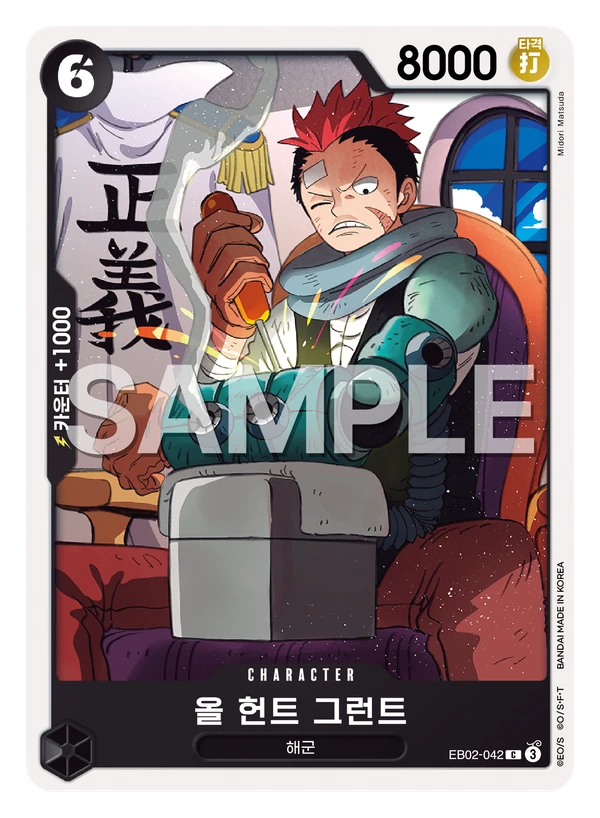 6
8000
타격
打
Midori Matsuda
正義
카운터 +1000
SAMPLE
BANDAI MADE IN KOREA
©EO/S ©O/S·F·T
CHARACTER
올 헌트 그런트
해군
EB02-042 C 3